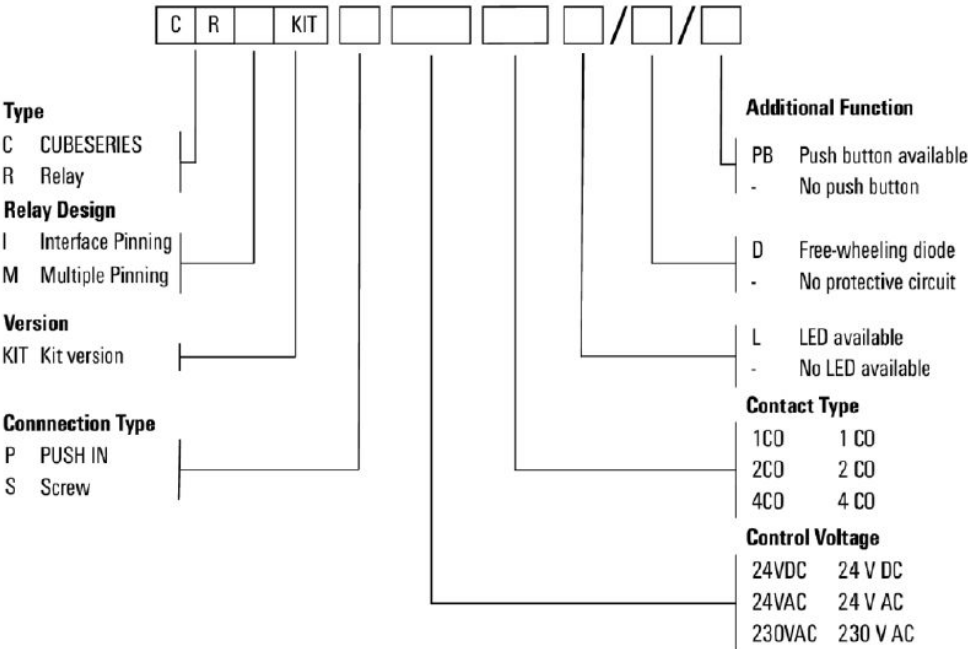 C R KIT / /
Type
C CUBESERIES
R Relay
Relay Design
I Interface Pinning
M Multiple Pinning
Version
KIT Kit version
Connnection Type
P PUSH IN
S Screw
Additional Function
PB Push button available
- No push button
D Free-wheeling diode
- No protective circuit
L LED available
- No LED available
Contact Type
1CO 1 CO
2CO 2 CO
4CO 4 CO
Control Voltage
24VDC 24 V DC
24VAC 24 V AC
230VAC 230 V AC